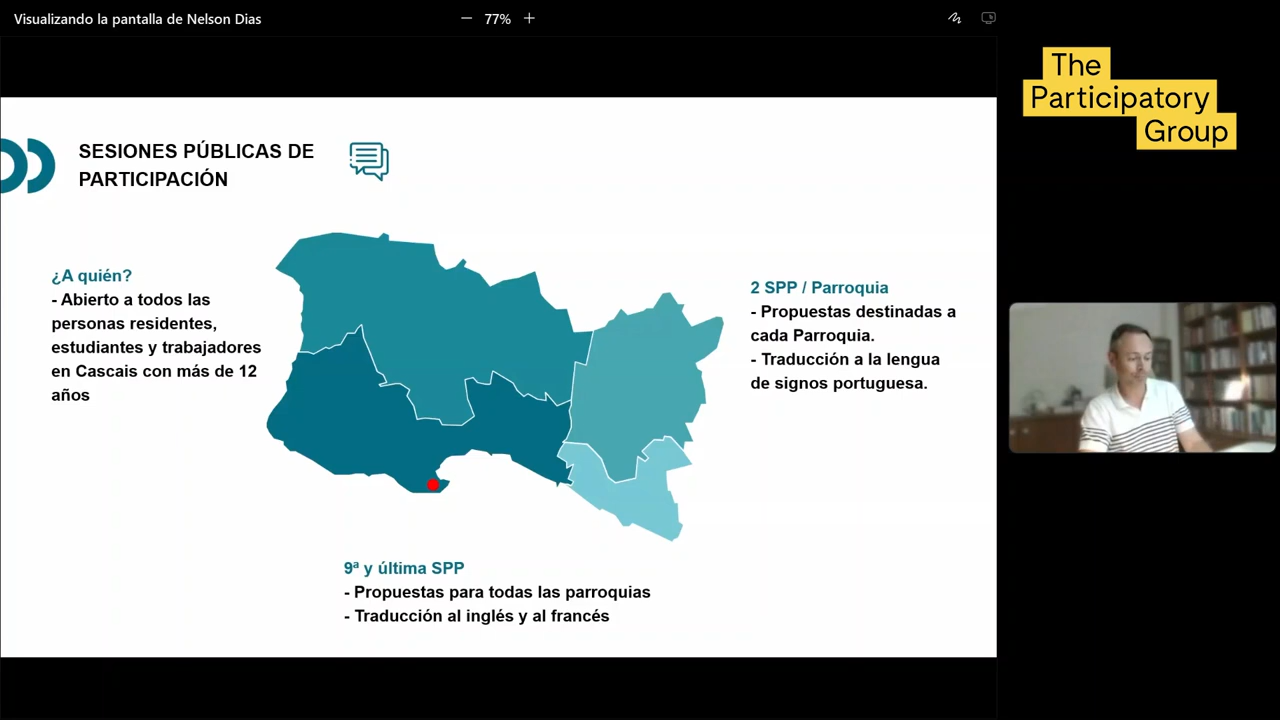 Visualizando la pantalla de Nelson Dias
77%
The
Participatory
Group
SESIONES PÚBLICAS DE
PARTICIPACIÓN
¿A quién?
- Abierto a todos las
personas residentes,
estudiantes y trabajadores
en Cascais con más de 12
años
2 SPP / Parroquia
- Propuestas destinadas a
cada Parroquia.
- Traducción a la lengua
de signos portuguesa.
9ª y última SPP
- Propuestas para todas las parroquias
- Traducción al inglés y al francés